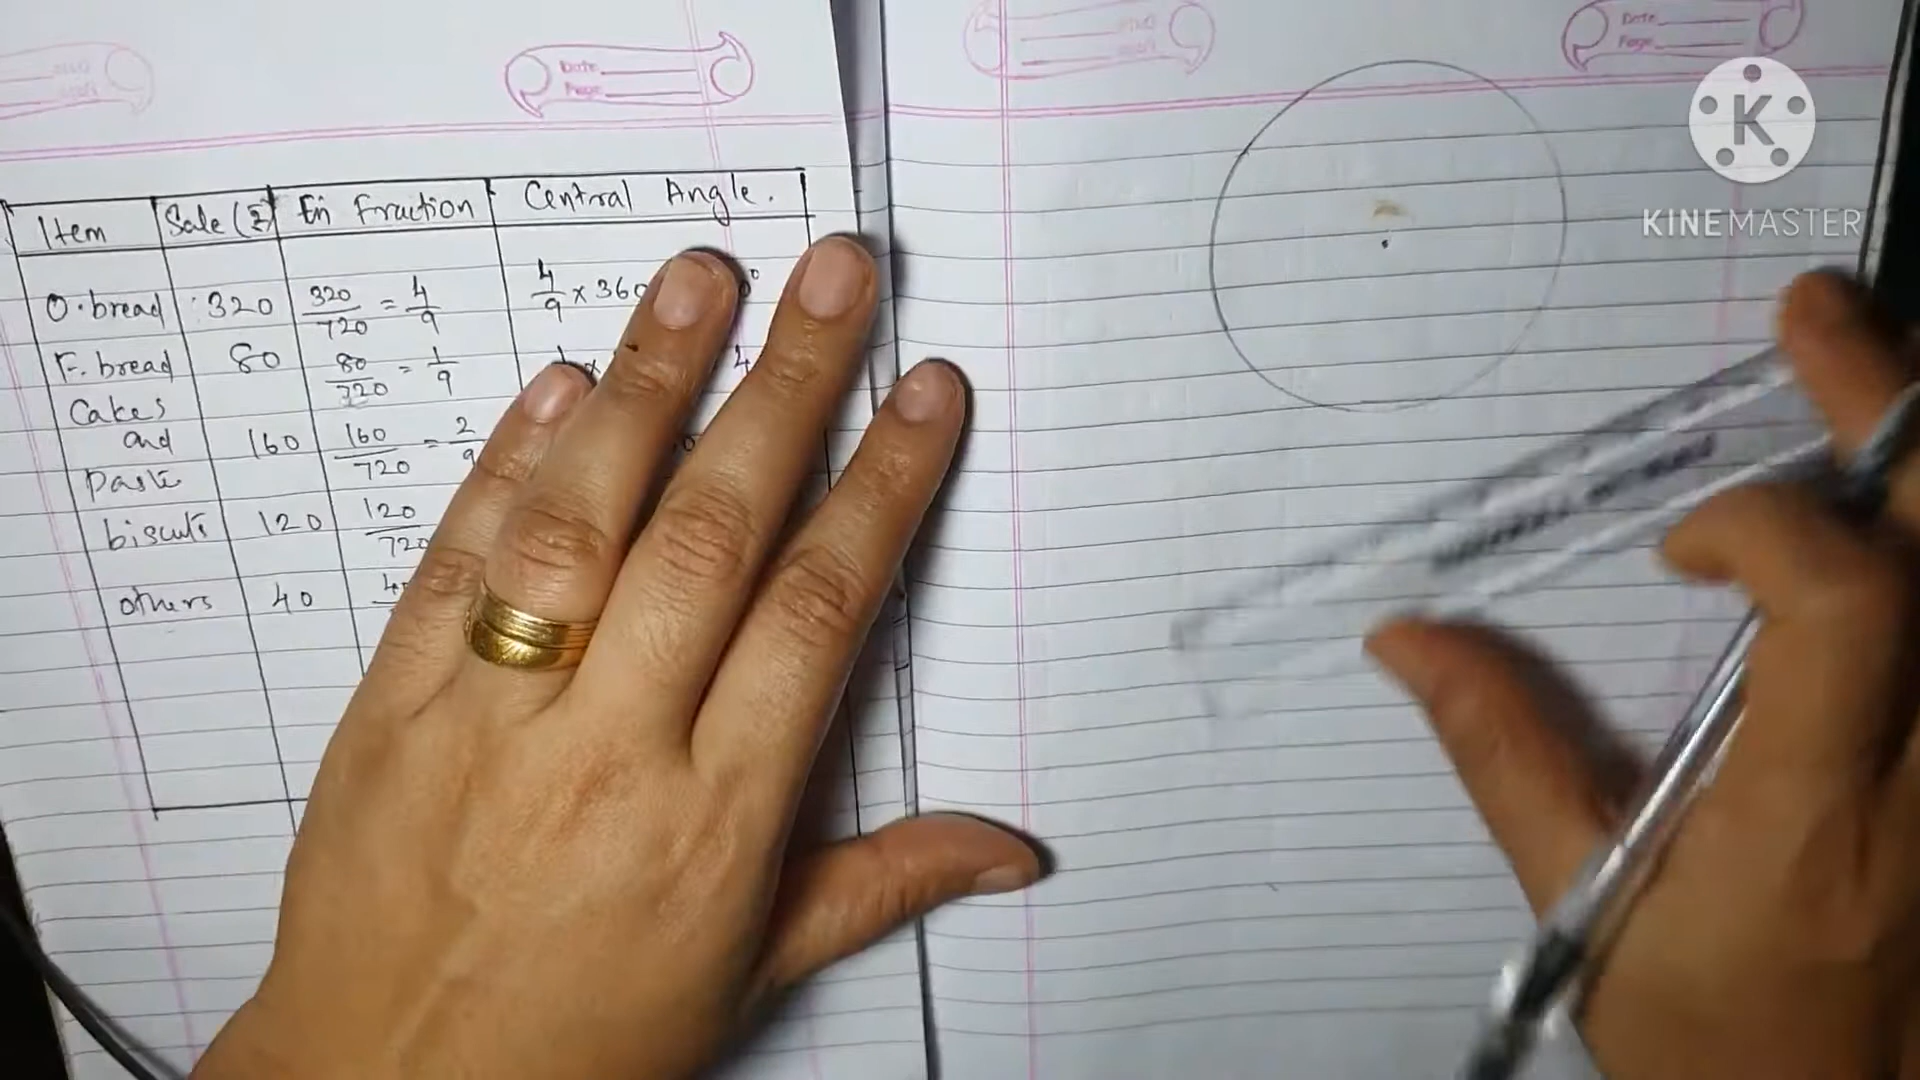 Date
Page
Date
Page
K
KINEMASTER
Item Sale (₹) In Fraction Central Angle.
O.bread 320 320/720 = 4/9 4/9 x 360
F. bread 80 80/720 = 1/9
Cakes
and 160 160/720 = 2/9
Paste
biscuits 120 120/720
others 40